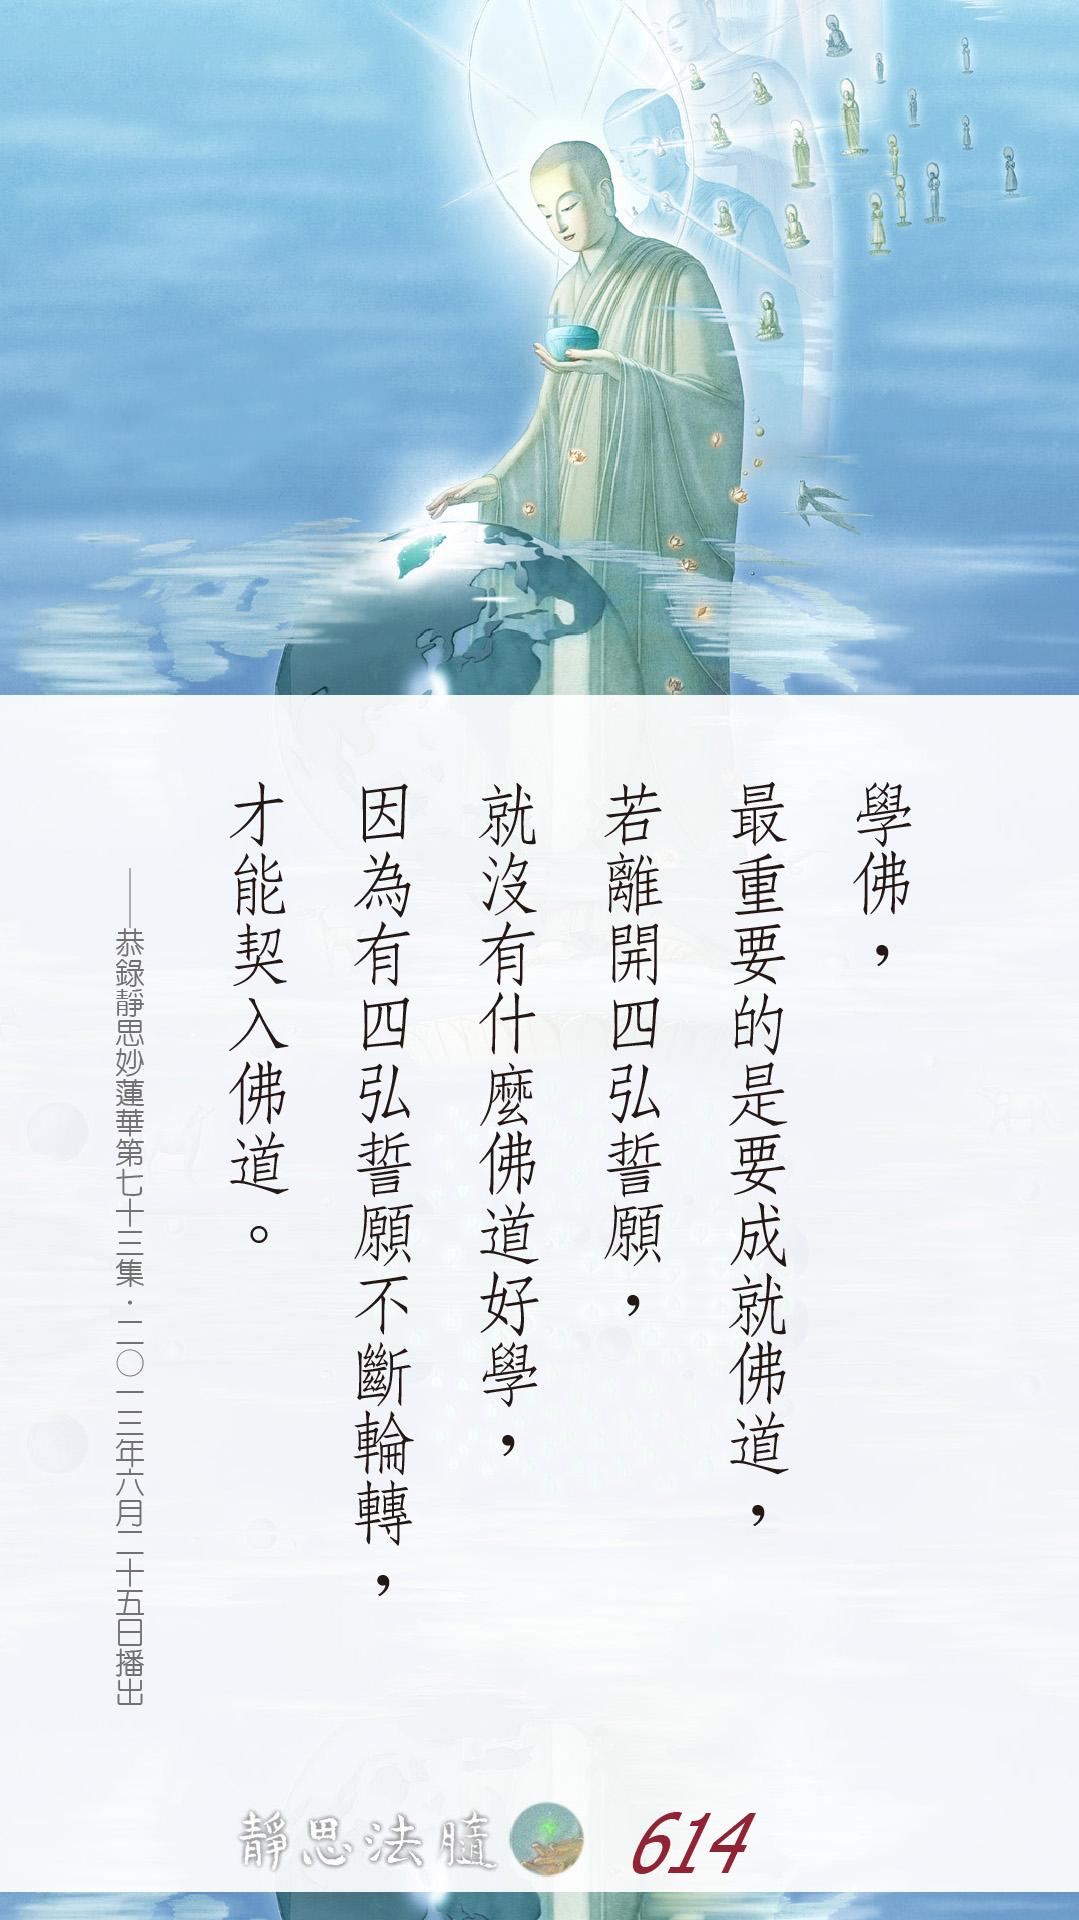 學佛，
最重要的是要成就佛道，
若離開四弘誓願，
就沒有什麼佛道好學，
因為有四弘誓願不斷輪轉，
才能契入佛道。
——恭錄靜思妙蓮華第七十三集．二〇一三年六月二十五日播出
靜思法髓 614